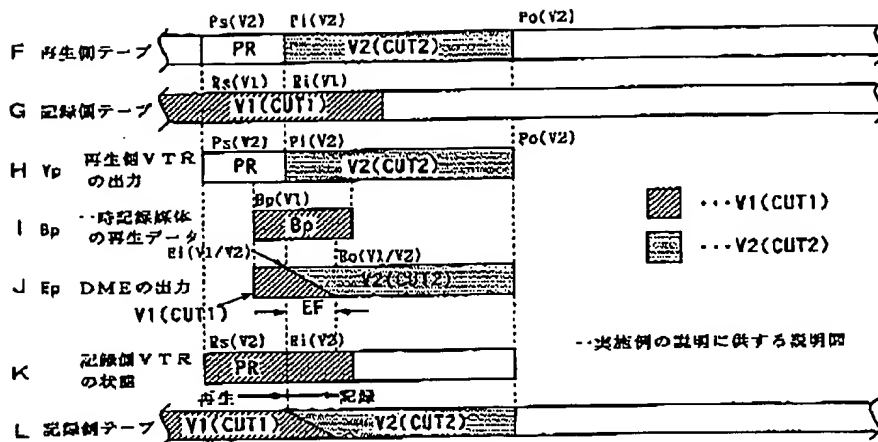 Ps(V2) Pi(V2) Po(V2)
F 再生側テープ PR V2(CUT2)
Rs(V1) Ri(V1)
G 記録側テープ V1(CUT1)
Ps(V2) Pi(V2) Po(V2)
H Vp 再生側VTRの出力 PR V2(CUT2)
Bp(V1)
I Bp 一時記録媒体の再生データ Bp
Ei(V1/V2) Eo(V1/V2)
J Ep DMEの出力 V2(CUT2)
V1(CUT1) EF
Rs(V2) Ri(V2)
K 記録側VTRの状態 PR
再生 記録
L 記録側テープ V1(CUT1) V2(CUT2)
…V1(CUT1)
…V2(CUT2)
一実施例の説明に供する説明図